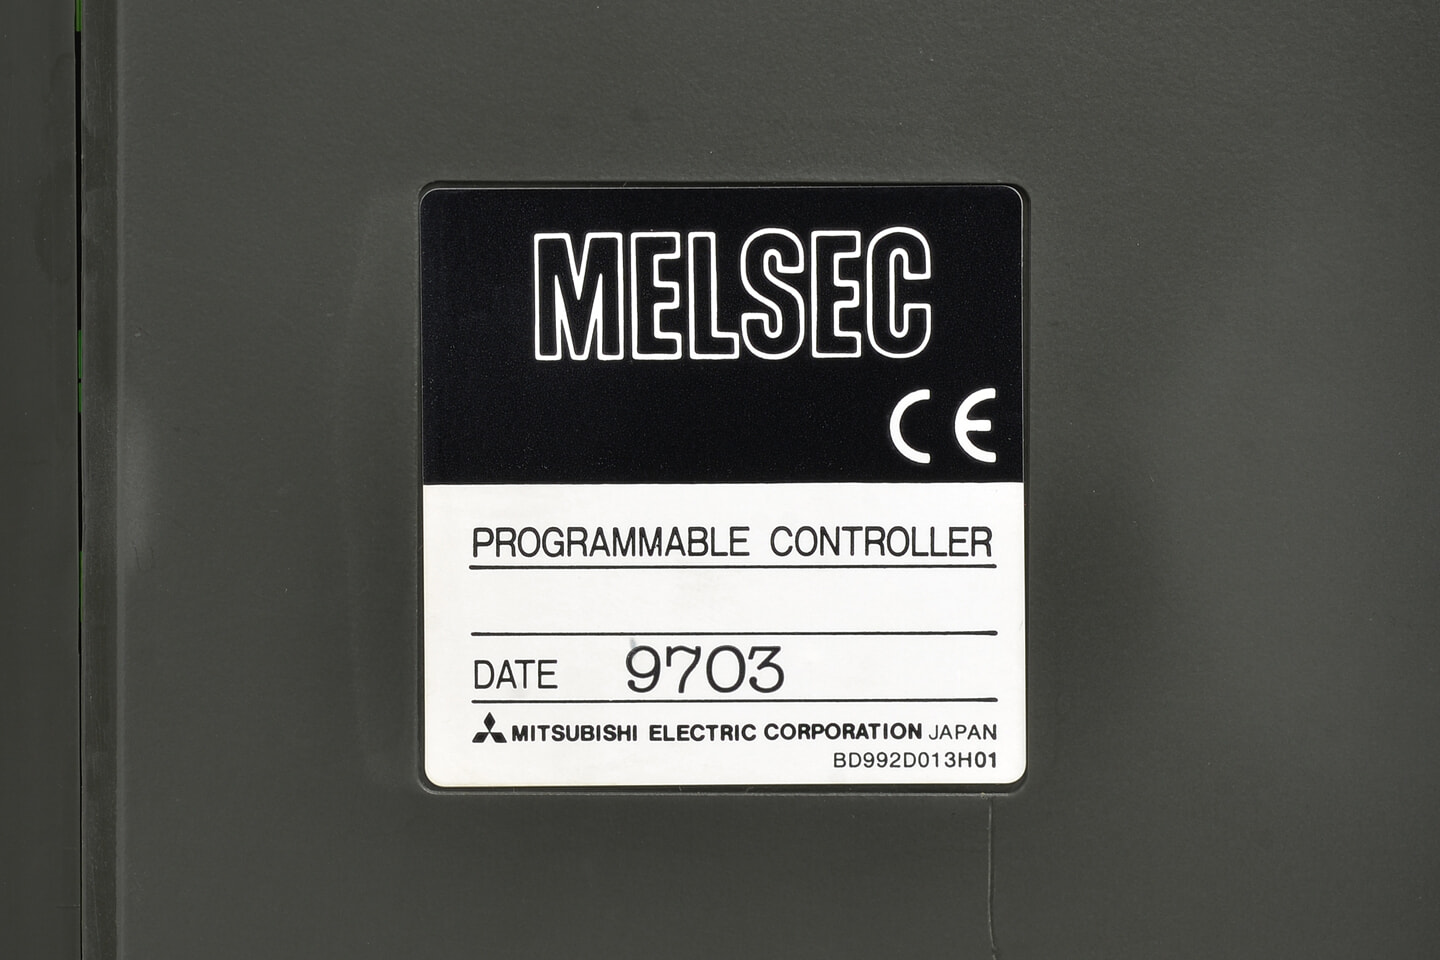 MELSEC
CE
PROGRAMMABLE CONTROLLER
DATE 9703
MITSUBISHI ELECTRIC CORPORATION JAPAN
BD992D013H01